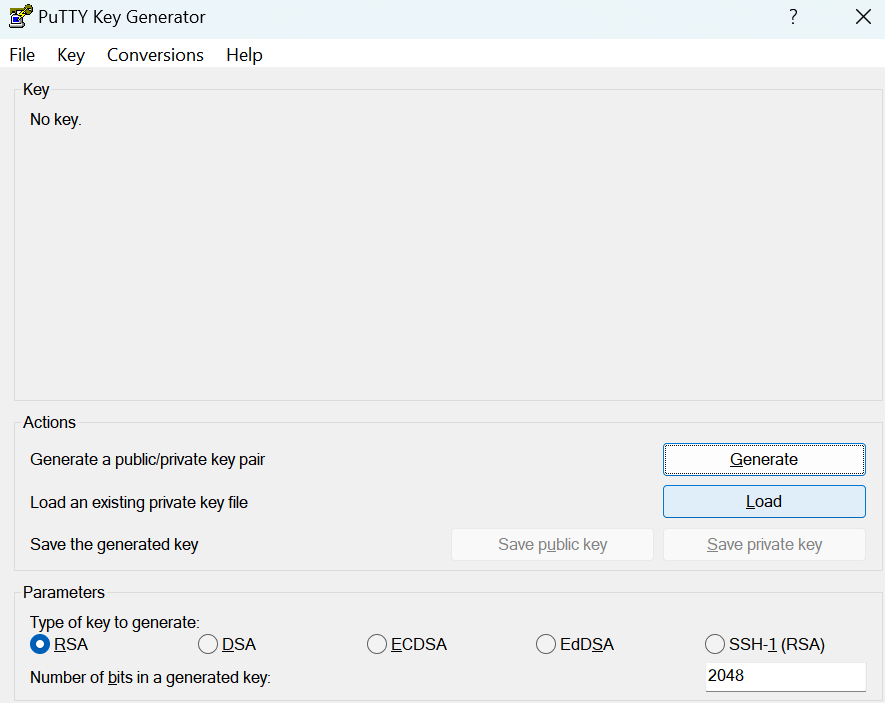 PuTTY Key Generator ?
File Key Conversions Help
Key
No key.
Actions
Generate a public/private key pair Generate
Load an existing private key file Load
Save the generated key Save public key Save private key
Parameters
Type of key to generate:
RSA DSA ECDSA EdDSA SSH-1 (RSA)
Number of bits in a generated key: 2048